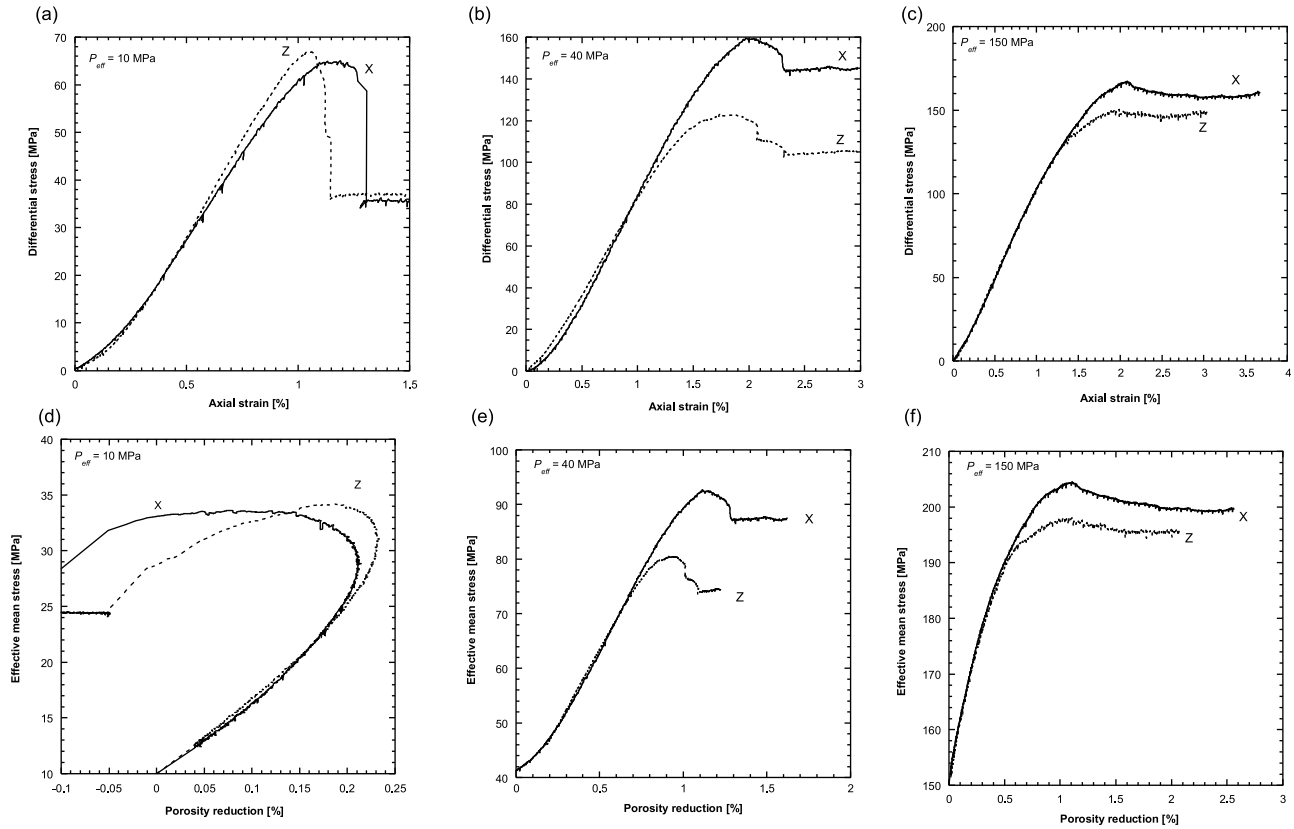 (a)
P_eff = 10 MPa
Z
X
Differential stress [MPa]
70
60
50
40
30
20
10
0
0
0.5
1
1.5
Axial strain [%]
(b)
P_eff = 40 MPa
X
Z
Differential stress [MPa]
160
140
120
100
80
60
40
20
0
0
0.5
1
1.5
2
2.5
3
Axial strain [%]
(c)
P_eff = 150 MPa
X
Z
Differential stress [MPa]
200
150
100
50
0
0
0.5
1
1.5
2
2.5
3
3.5
4
Axial strain [%]
(d)
P_eff = 10 MPa
X
Z
Effective mean stress [MPa]
40
35
30
25
20
15
10
-0.1
-0.05
0
0.05
0.1
0.15
0.2
0.25
Porosity reduction [%]
(e)
P_eff = 40 MPa
X
Z
Effective mean stress [MPa]
100
90
80
70
60
50
40
0
0.5
1
1.5
2
Porosity reduction [%]
(f)
P_eff = 150 MPa
X
Z
Effective mean stress [MPa]
210
200
190
180
170
160
150
0
0.5
1
1.5
2
2.5
3
Porosity reduction [%]